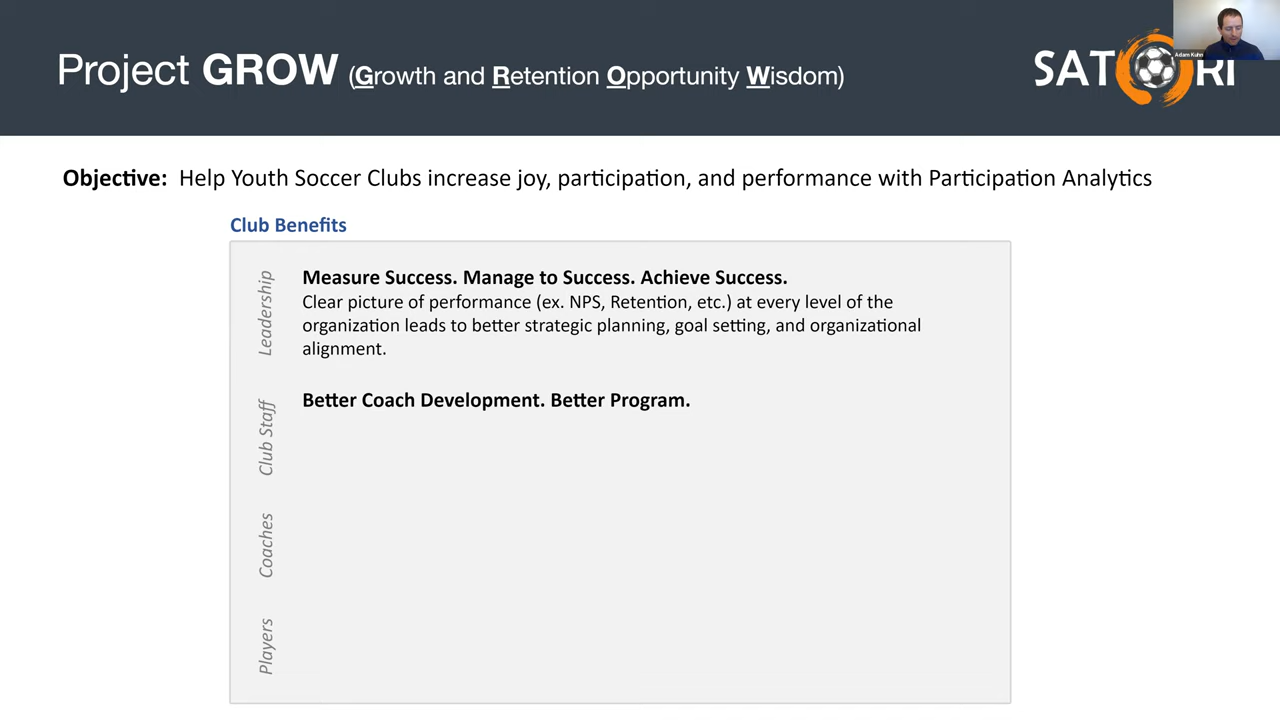 Project GROW (Growth and Retention Opportunity Wisdom)
SATORI
Adam Kuhn
Objective: Help Youth Soccer Clubs increase joy, participation, and performance with Participation Analytics
Club Benefits
Leadership
Measure Success. Manage to Success. Achieve Success.
Clear picture of performance (ex. NPS, Retention, etc.) at every level of the
organization leads to better strategic planning, goal setting, and organizational
alignment.
Club Staff
Better Coach Development. Better Program.
Coaches
Players